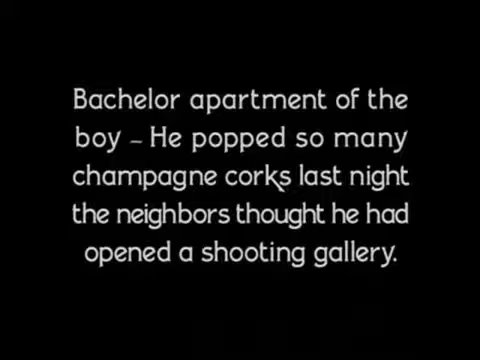 Bachelor apartment of the
boy – He popped so many
champagne corks last night
the neighbors thought he had
opened a shooting gallery.